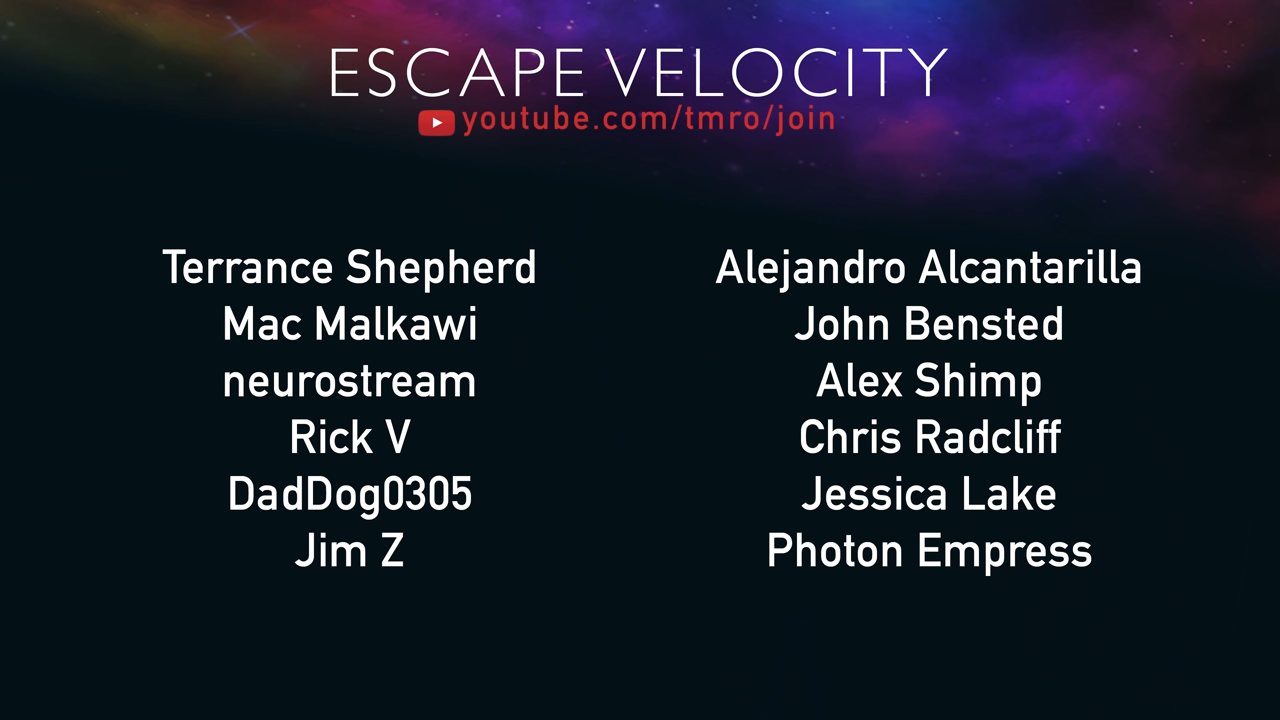 ESCAPE VELOCITY
youtube.com/tmro/join
Terrance Shepherd
Mac Malkawi
neurostream
Rick V
DadDog0305
Jim Z
Alejandro Alcantarilla
John Bensted
Alex Shimp
Chris Radcliff
Jessica Lake
Photon Empress